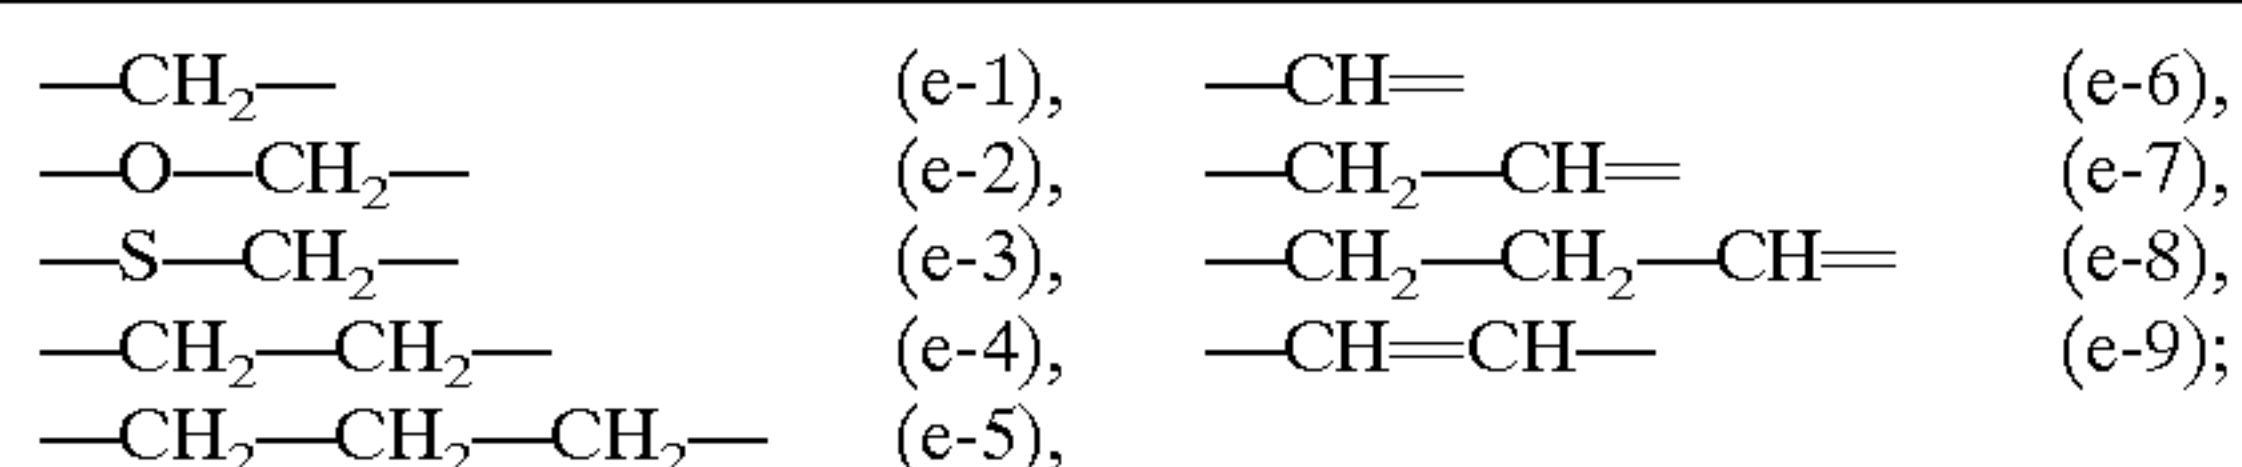 —CH₂— (e-1), —CH═ (e-6),
—O—CH₂— (e-2), —CH₂—CH═ (e-7),
—S—CH₂— (e-3), —CH₂—CH₂—CH═ (e-8),
—CH₂—CH₂— (e-4), —CH═CH— (e-9);
—CH₂—CH₂—CH₂— (e-5),